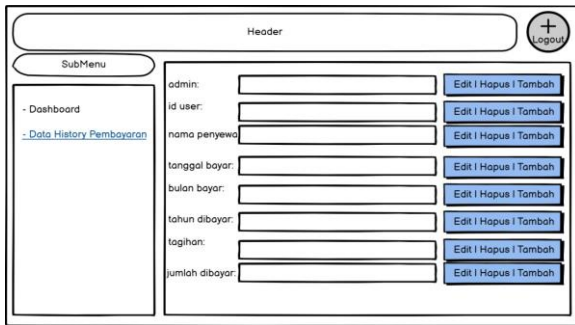 Header
Logout
SubMenu
- Dashboard
- Data History Pembayaran
admin:
Edit | Hapus | Tambah
id user:
Edit | Hapus | Tambah
nama penyewa
Edit | Hapus | Tambah
tanggal bayar:
Edit | Hapus | Tambah
bulan bayar:
Edit | Hapus | Tambah
tahun dibayar:
Edit | Hapus | Tambah
tagihan:
Edit | Hapus | Tambah
jumlah dibayar:
Edit | Hapus | Tambah